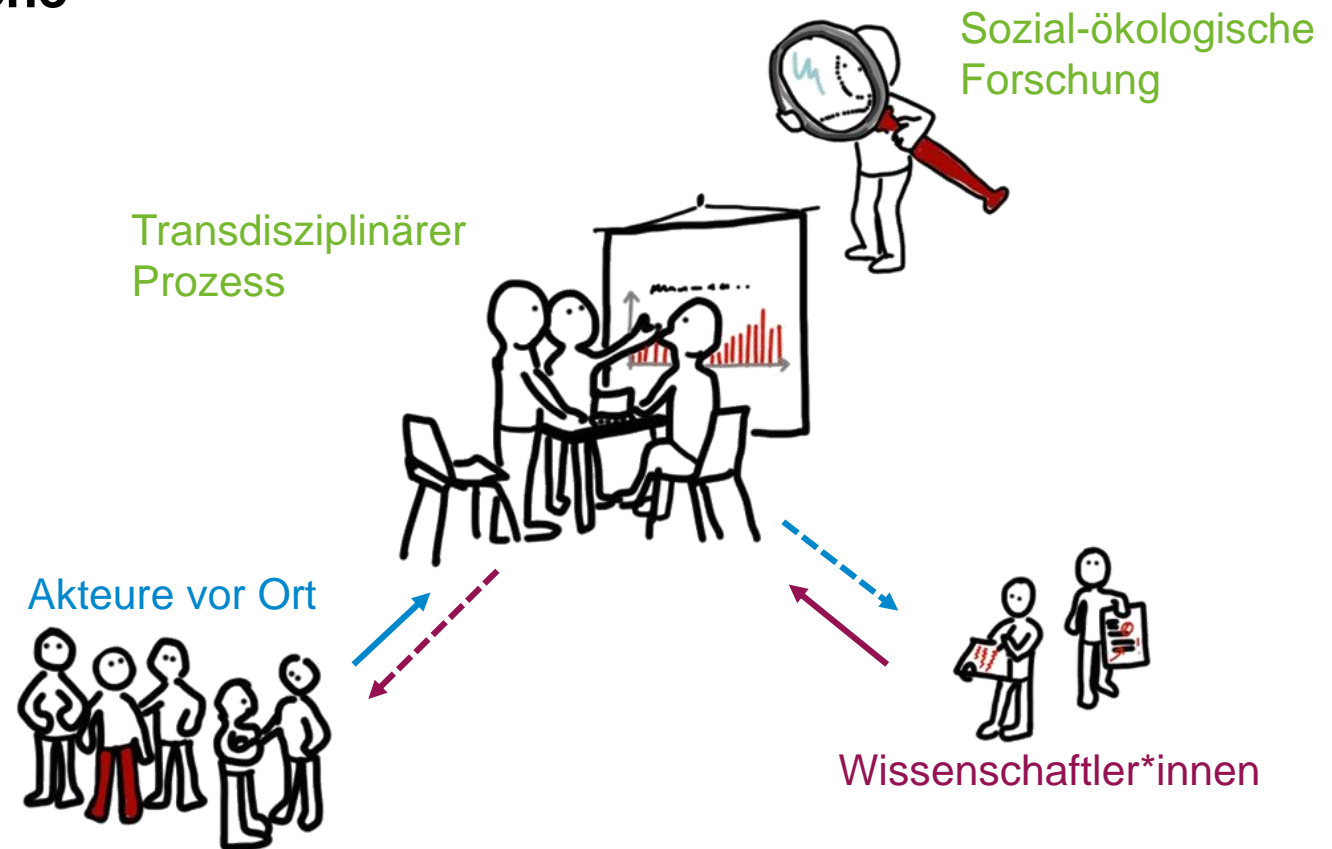 Sozial-ökologische
Forschung
Transdisziplinärer
Prozess
Akteure vor Ort
Wissenschaftler*innen